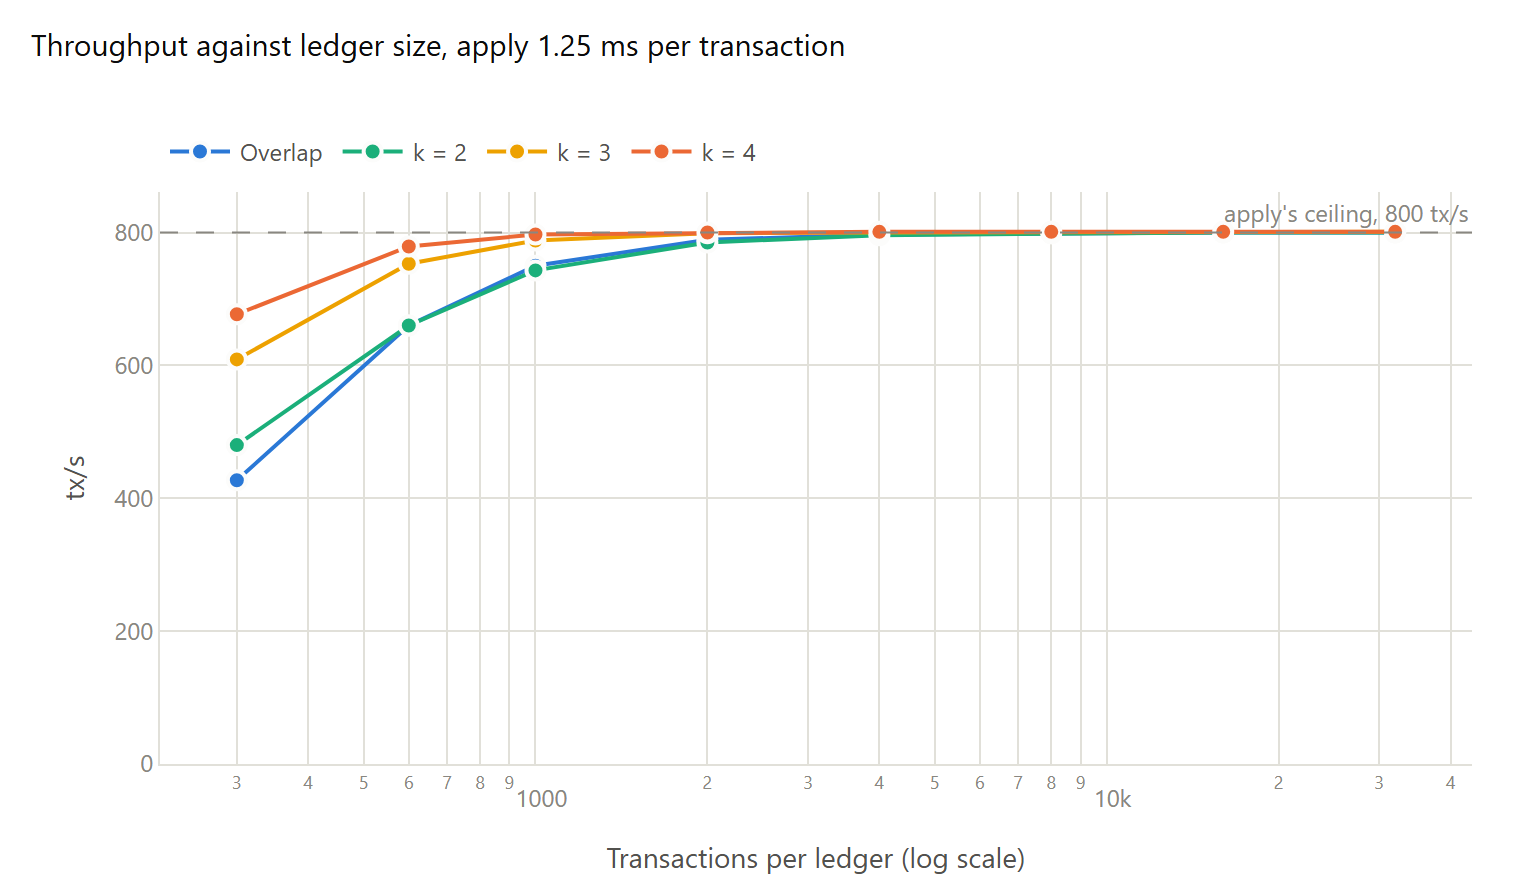 Throughput against ledger size, apply 1.25 ms per transaction
Overlap k = 2 k = 3 k = 4
apply's ceiling, 800 tx/s
800
600
400
200
0
tx/s
3 4 5 6 7 8 9 1000 2 3 4 5 6 7 8 9 10k 2 3 4
Transactions per ledger (log scale)